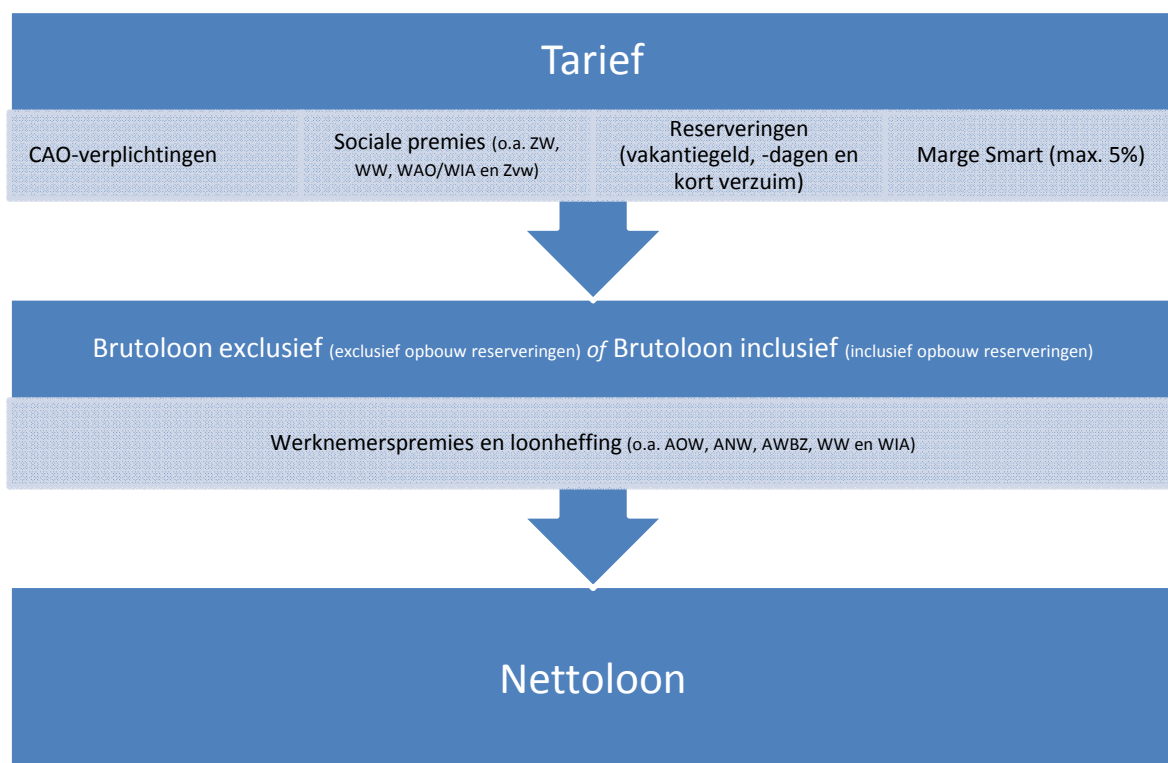 Tarief
CAO-verplichtingen
Sociale premies (o.a. ZW,
WW, WAO/WIA en Zvw)
Reserveringen
(vakantiegeld, -dagen en
kort verzuim)
Marge Smart (max. 5%)
Brutoloon exclusief (exclusief opbouw reserveringen) of Brutoloon inclusief (inclusief opbouw reserveringen)
Werknemerspremies en loonheffing (o.a. AOW, ANW, AWBZ, WW en WIA)
Nettoloon